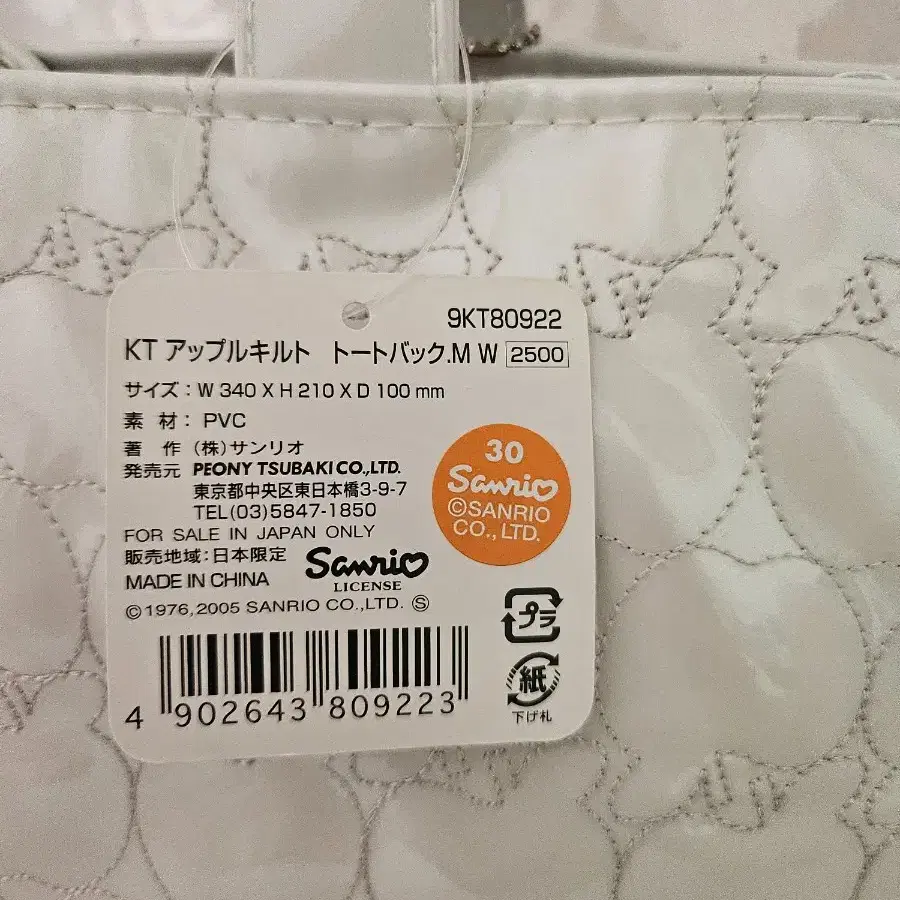 9KT80922
KT アップルキルト トートバック.M W 2500
サイズ: W 340 X H 210 X D 100 mm
素 材: PVC
著 作 (株)サンリオ
発売元 PEONY TSUBAKI CO.,LTD.
東京都中央区東日本橋3-9-7
TEL(03)5847-1850
FOR SALE IN JAPAN ONLY
販売地域:日本限定
MADE IN CHINA
Sanrio
LICENSE
©1976,2005 SANRIO CO.,LTD. Ⓢ
30
Sanrio
©SANRIO
CO.,LTD.
プラ
紙
下げ札
4 902643 809223